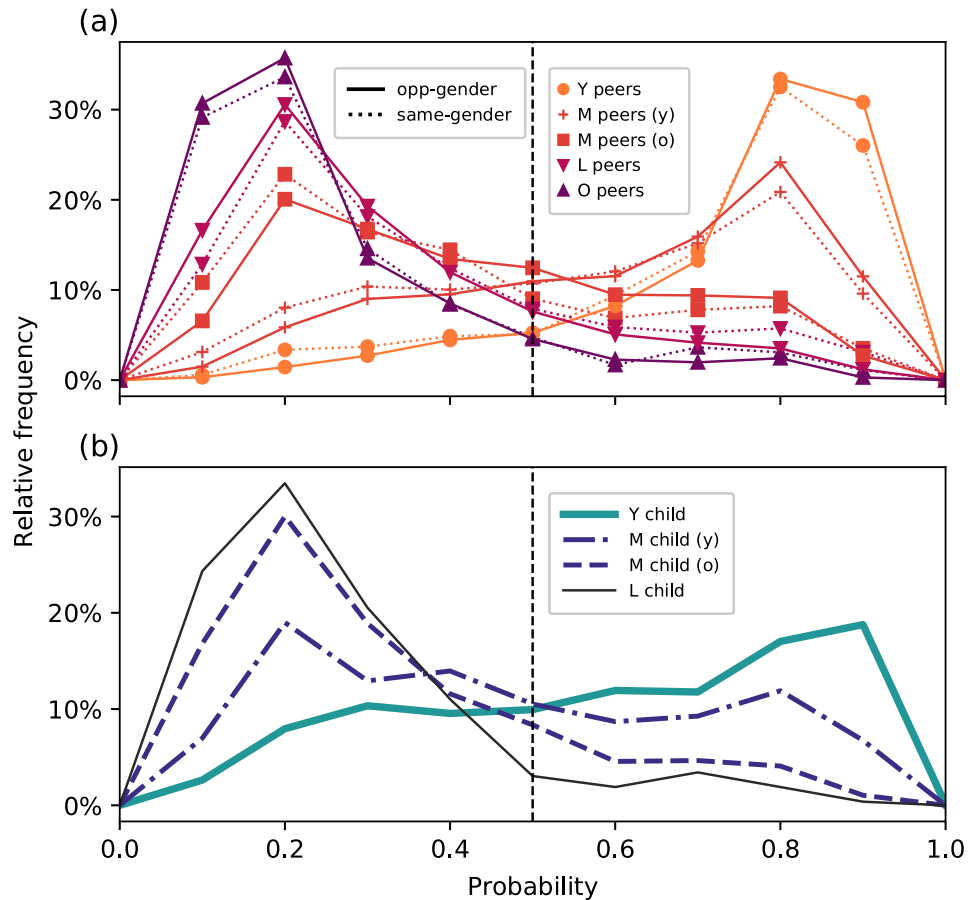 (a)
30%
20%
10%
0%
opp-gender
same-gender
Y peers
M peers (y)
M peers (o)
L peers
O peers
Relative frequency
(b)
30%
20%
10%
0%
Y child
M child (y)
M child (o)
L child
0.0 0.2 0.4 0.6 0.8 1.0
Probability